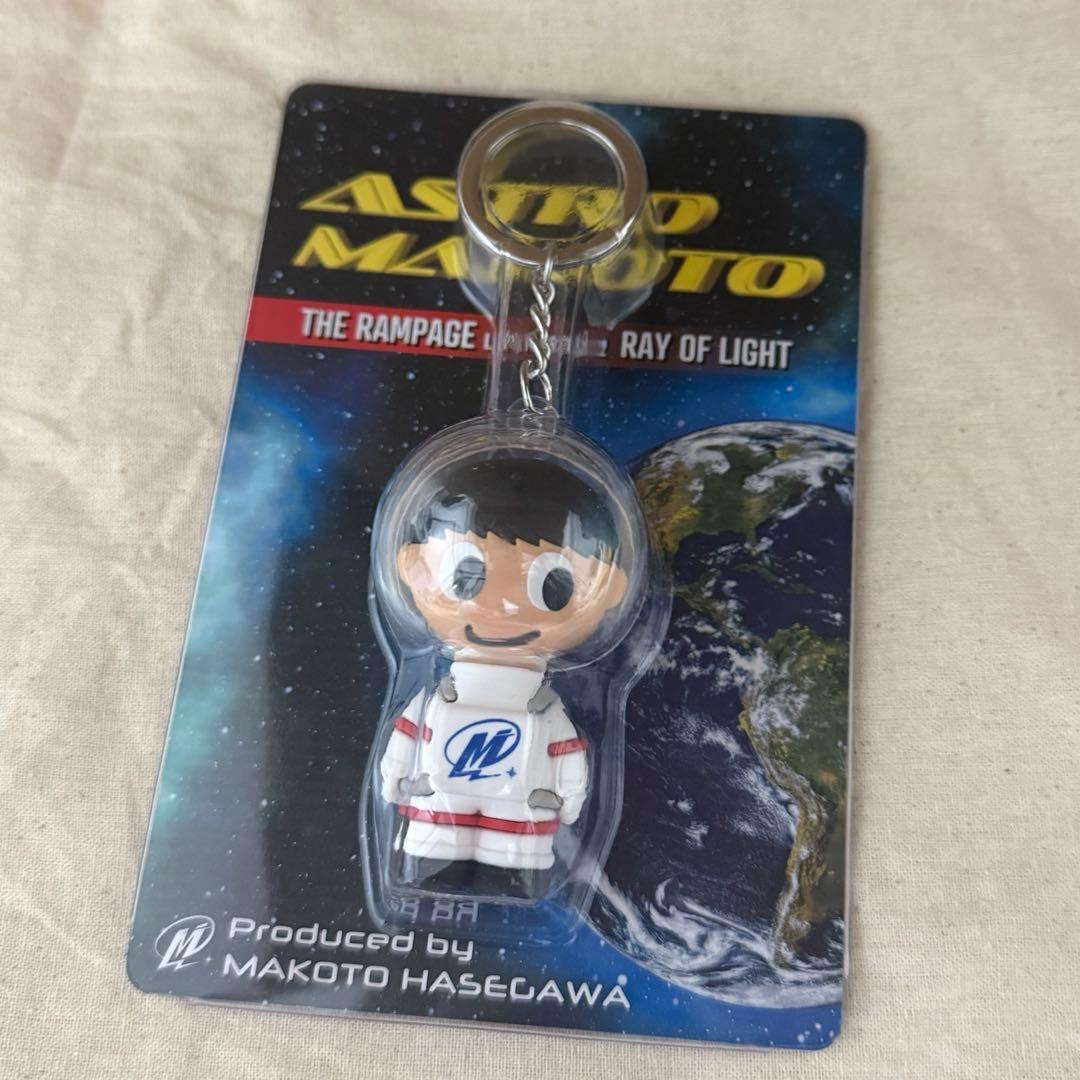 ASTRO
MAKOTO
THE RAMPAGE RAY OF LIGHT
M
M
Produced by
MAKOTO HASEGAWA